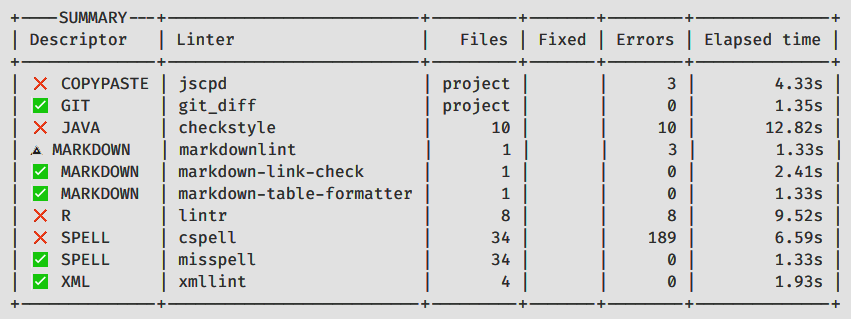 +----SUMMARY---+--------------------------+---------+-------+--------+--------------+
| Descriptor | Linter | Files | Fixed | Errors | Elapsed time |
+--------------+--------------------------+---------+-------+--------+--------------+
| ❌ COPYPASTE | jscpd | project | | 3 | 4.33s |
| ✅ GIT | git_diff | project | | 0 | 1.35s |
| ❌ JAVA | checkstyle | 10 | | 10 | 12.82s |
| ⚠ MARKDOWN | markdownlint | 1 | | 3 | 1.33s |
| ✅ MARKDOWN | markdown-link-check | 1 | | 0 | 2.41s |
| ✅ MARKDOWN | markdown-table-formatter | 1 | | 0 | 1.33s |
| ❌ R | lintr | 8 | | 8 | 9.52s |
| ❌ SPELL | cspell | 34 | | 189 | 6.59s |
| ✅ SPELL | misspell | 34 | | 0 | 1.33s |
| ✅ XML | xmllint | 4 | | 0 | 1.93s |
+--------------+--------------------------+---------+-------+--------+--------------+